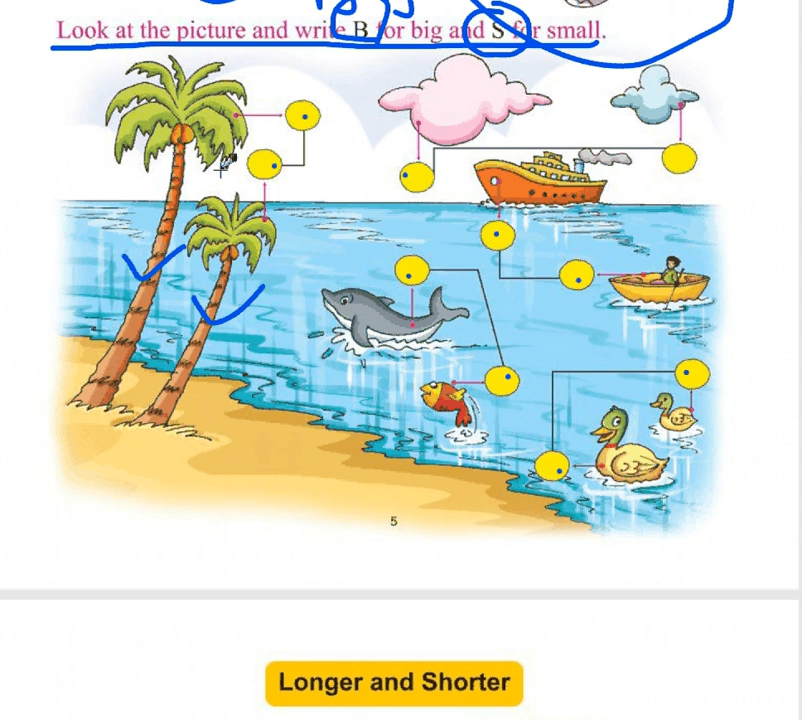 Look at the picture and write B for big and S for small.
5
Longer and Shorter